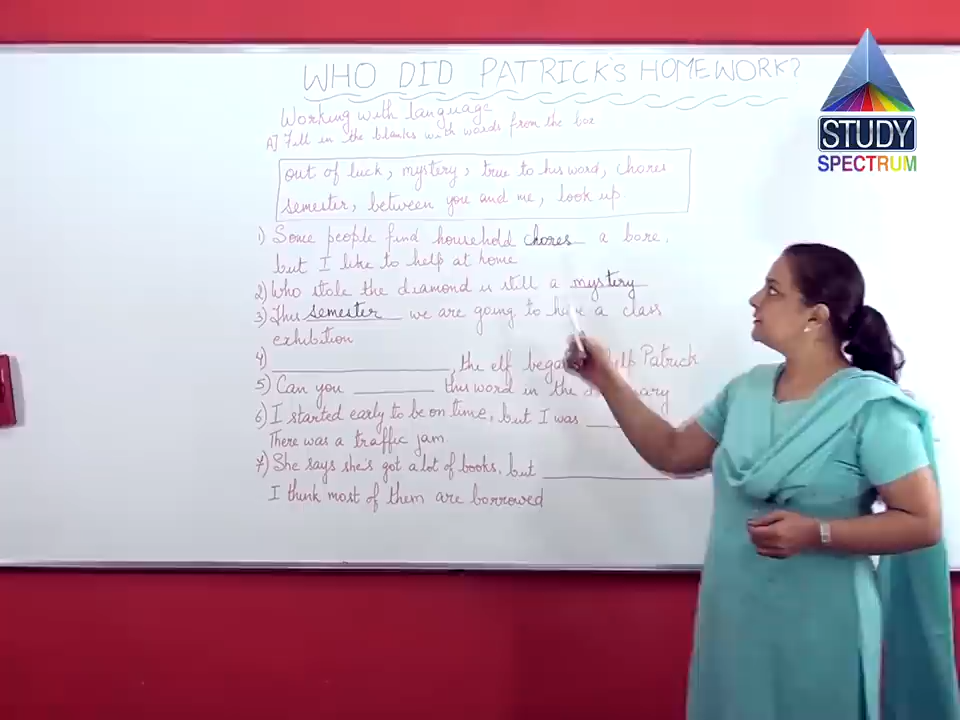 WHO DID PATRICK'S HOMEWORK?
Working with language
A] Fill in the blanks with words from the box
out of luck, mystery, true to his word, chores
semester, between you and me, look up
1) Some people find household chores a bore,
but I like to help at home
2) Who stole the diamond is still a mystery
3) This semester we are going to have a class
exhibition
4) ____________, the elf began help Patrick
5) Can you ________ this word in the
6) I started early to be on time, but I was ____
There was a traffic jam
7) She says she's got a lot of books, but ____________
I think most of them are borrowed
STUDY
SPECTRUM